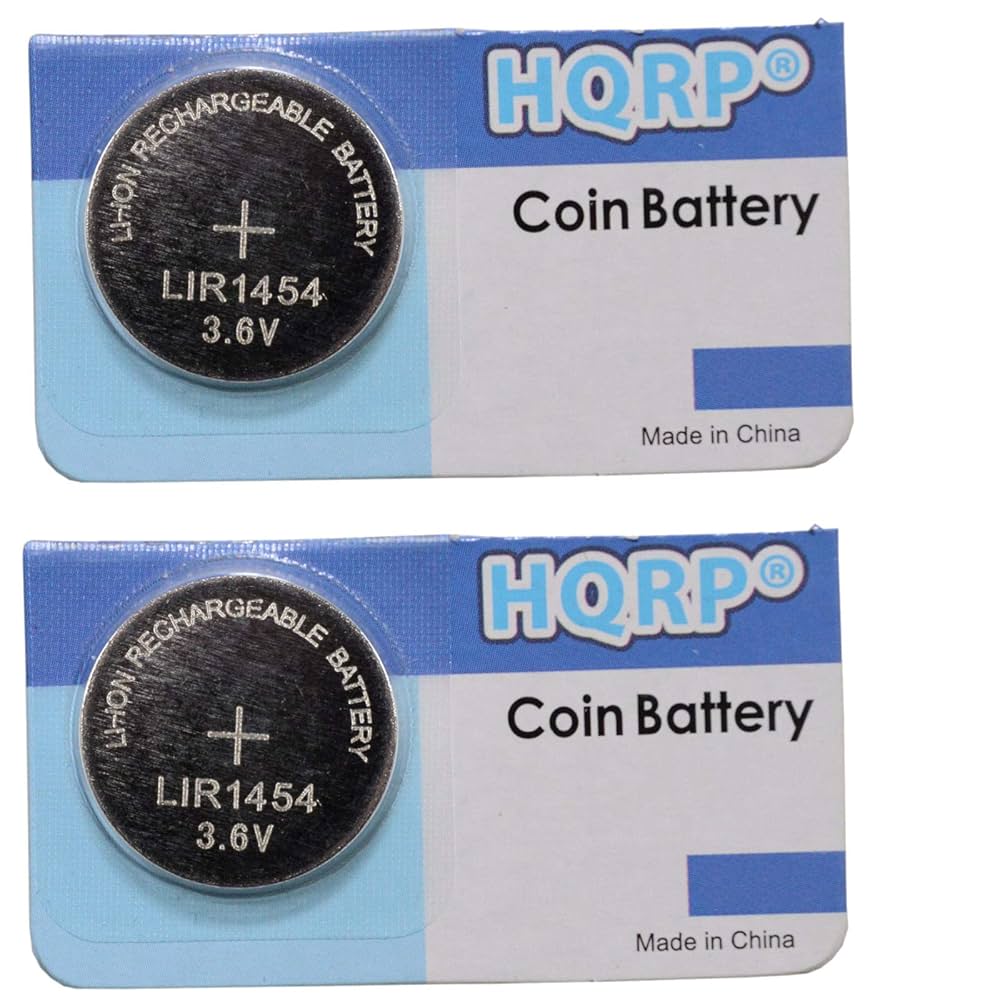 LI-ION RECHARGEABLE BATTERY
+
LIR1454
3.6V
HQRP®
Coin Battery
Made in China
LI-ION RECHARGEABLE BATTERY
+
LIR1454
3.6V
HQRP®
Coin Battery
Made in China